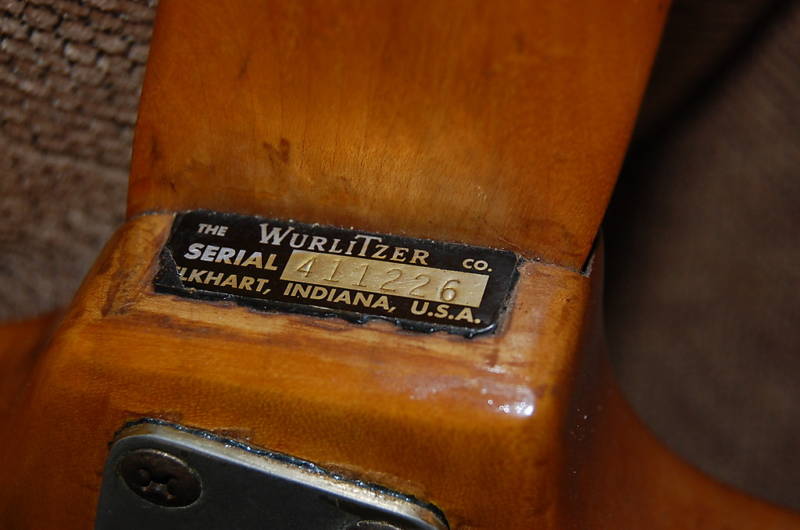 THE WURLiTZER CO.
SERIAL 411226
LKHART, INDIANA, U.S.A.